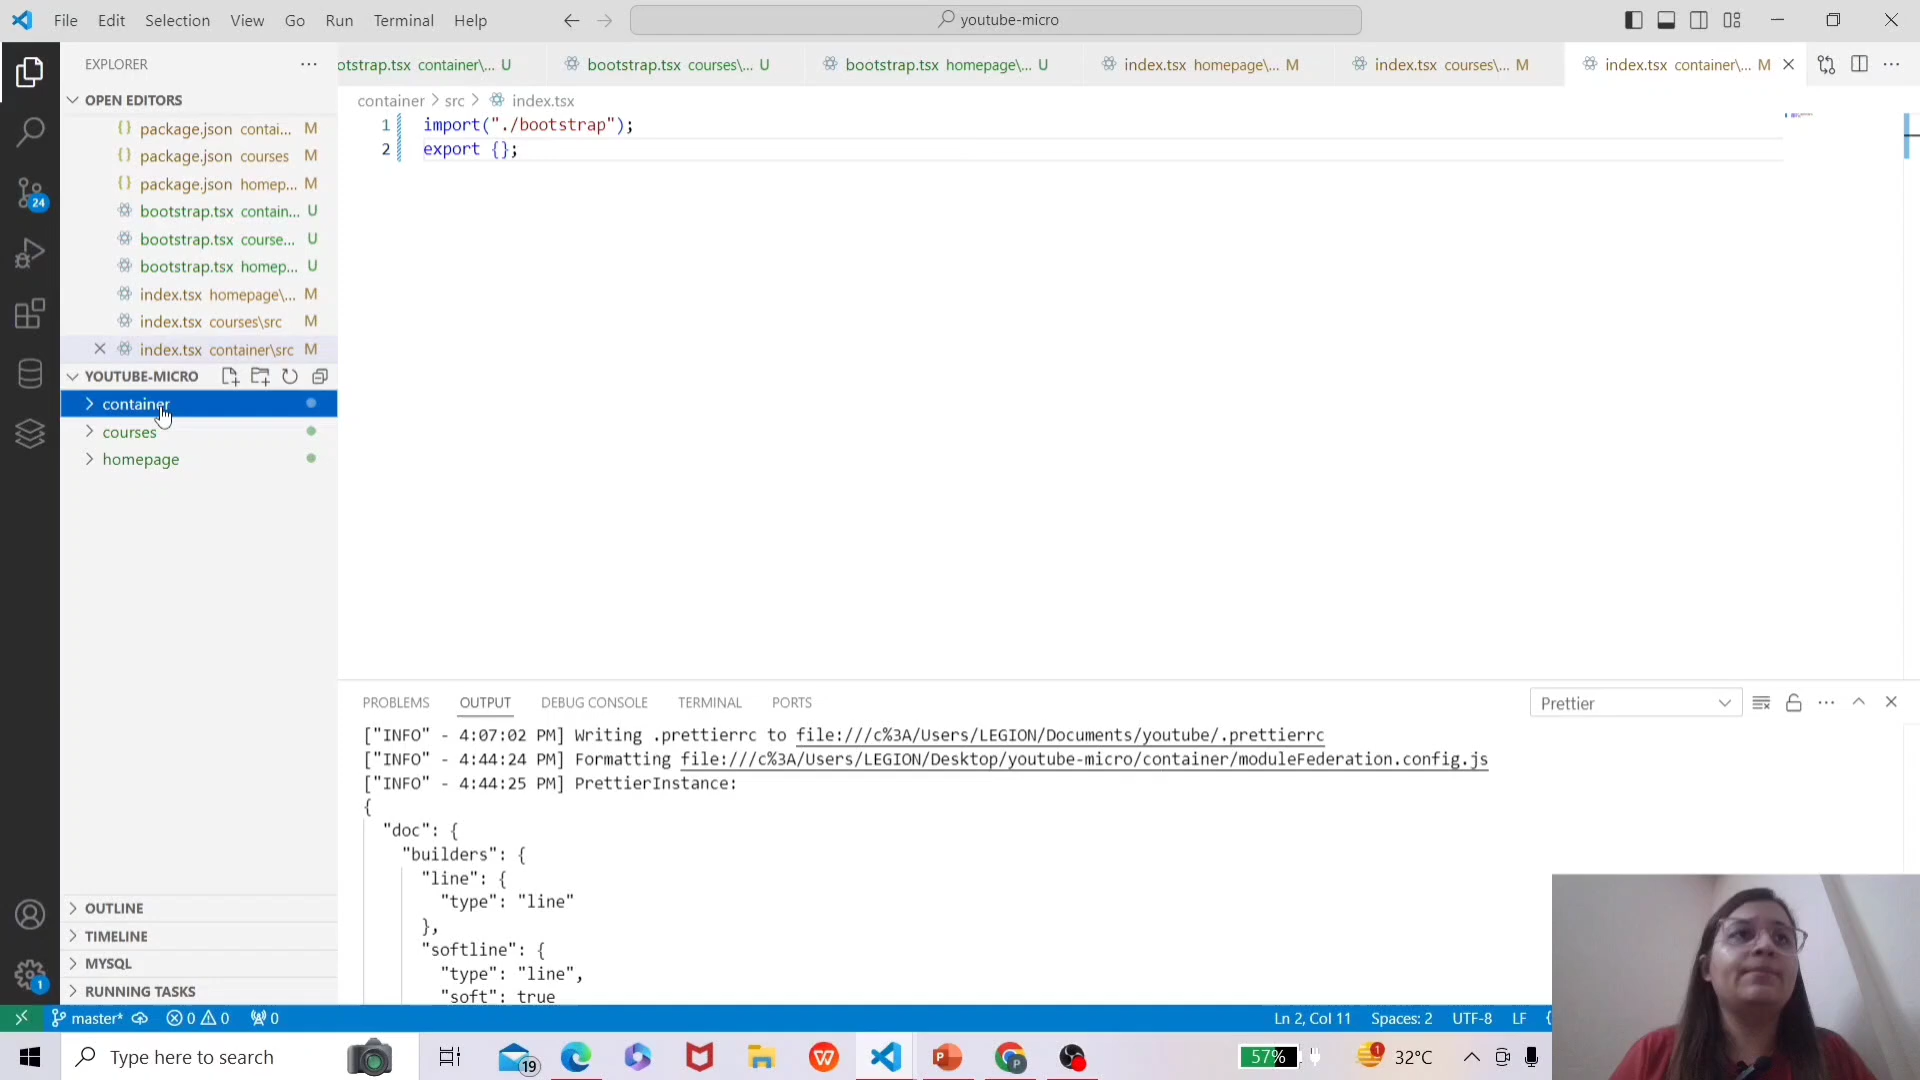 File Edit Selection View Go Run Terminal Help
youtube-micro
EXPLORER
OPEN EDITORS
package.json contai... M
package.json courses M
package.json homep... M
bootstrap.tsx contain... U
bootstrap.tsx course... U
bootstrap.tsx homep... U
index.tsx homepage\... M
index.tsx courses\src M
index.tsx container\src M
YOUTUBE-MICRO
container
courses
homepage
OUTLINE
TIMELINE
MYSQL
RUNNING TASKS
24
1
otstrap.tsx container\... U
bootstrap.tsx courses\... U
bootstrap.tsx homepage\... U
index.tsx homepage\... M
index.tsx courses\... M
index.tsx container\... M
container > src > index.tsx
1 import("./bootstrap");
2 export {};
PROBLEMS OUTPUT DEBUG CONSOLE TERMINAL PORTS
Prettier
["INFO" - 4:07:02 PM] Writing .prettierrc to file:///c%3A/Users/LEGION/Documents/youtube/.prettierrc
["INFO" - 4:44:24 PM] Formatting file:///c%3A/Users/LEGION/Desktop/youtube-micro/container/moduleFederation.config.js
["INFO" - 4:44:25 PM] PrettierInstance:
{
"doc": {
"builders": {
"line": {
"type": "line"
},
"softline": {
"type": "line",
"soft": true
master* 0 0 0
Ln 2, Col 11 Spaces: 2 UTF-8 LF {
Type here to search
19
57%
1
32°C